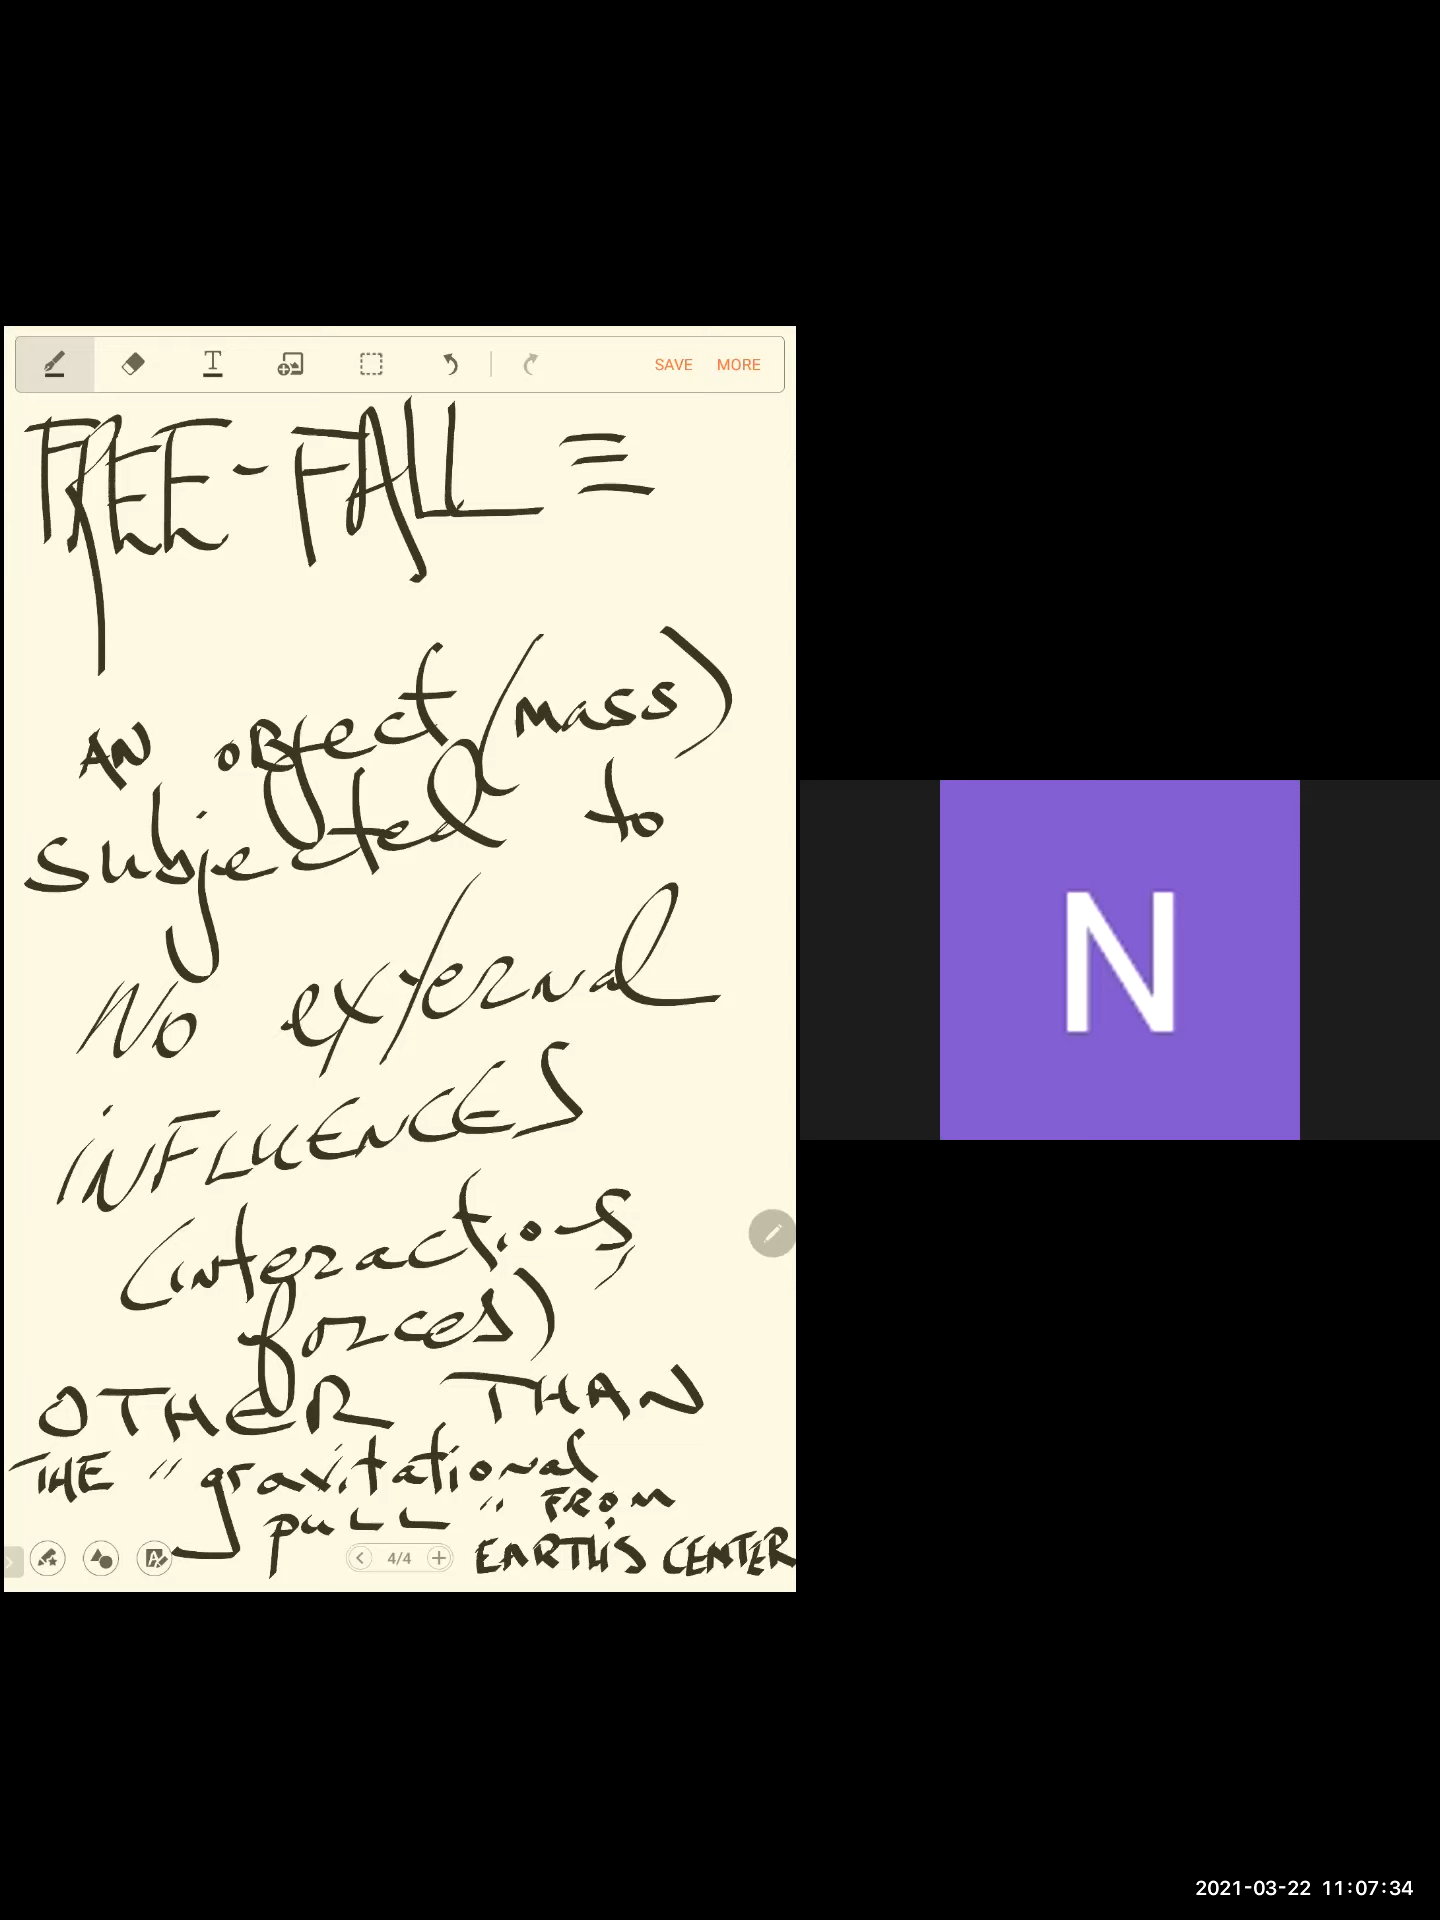 SAVE MORE
FREE-FALL ≡
AN OBject (mass)
subjected to
No external
iNFLUENCES
(interactions,
forces)
OTHER THAN
THE "gravitational
pull" FROM
EARTH'S CENTER
4/4
N
2021-03-22 11:07:34